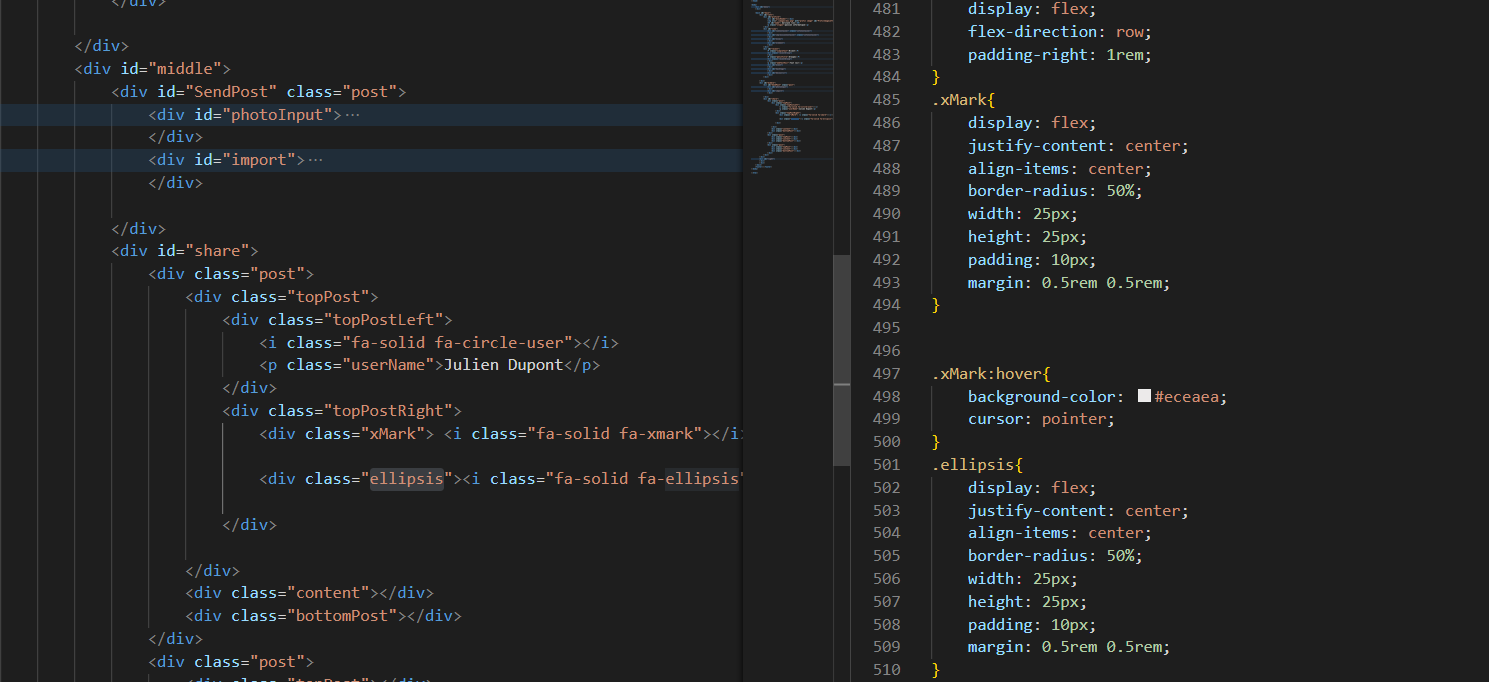 </div>
</div>
<div id="middle">
<div id="SendPost" class="post">
<div id="photoInput">···
</div>
<div id="import">···
</div>
</div>
<div id="share">
<div class="post">
<div class="topPost">
<div class="topPostLeft">
<i class="fa-solid fa-circle-user"></i>
<p class="userName">Julien Dupont</p>
</div>
<div class="topPostRight">
<div class="xMark"> <i class="fa-solid fa-xmark"></i>
<div class="ellipsis"><i class="fa-solid fa-ellipsis"
</div>
</div>
<div class="content"></div>
<div class="bottomPost"></div>
</div>
<div class="post">
<div class="topPost"></div>
481 display: flex;
482 flex-direction: row;
483 padding-right: 1rem;
484 }
485 .xMark{
486 display: flex;
487 justify-content: center;
488 align-items: center;
489 border-radius: 50%;
490 width: 25px;
491 height: 25px;
492 padding: 10px;
493 margin: 0.5rem 0.5rem;
494 }
495
496
497 .xMark:hover{
498 background-color: #eceaea;
499 cursor: pointer;
500 }
501 .ellipsis{
502 display: flex;
503 justify-content: center;
504 align-items: center;
505 border-radius: 50%;
506 width: 25px;
507 height: 25px;
508 padding: 10px;
509 margin: 0.5rem 0.5rem;
510 }